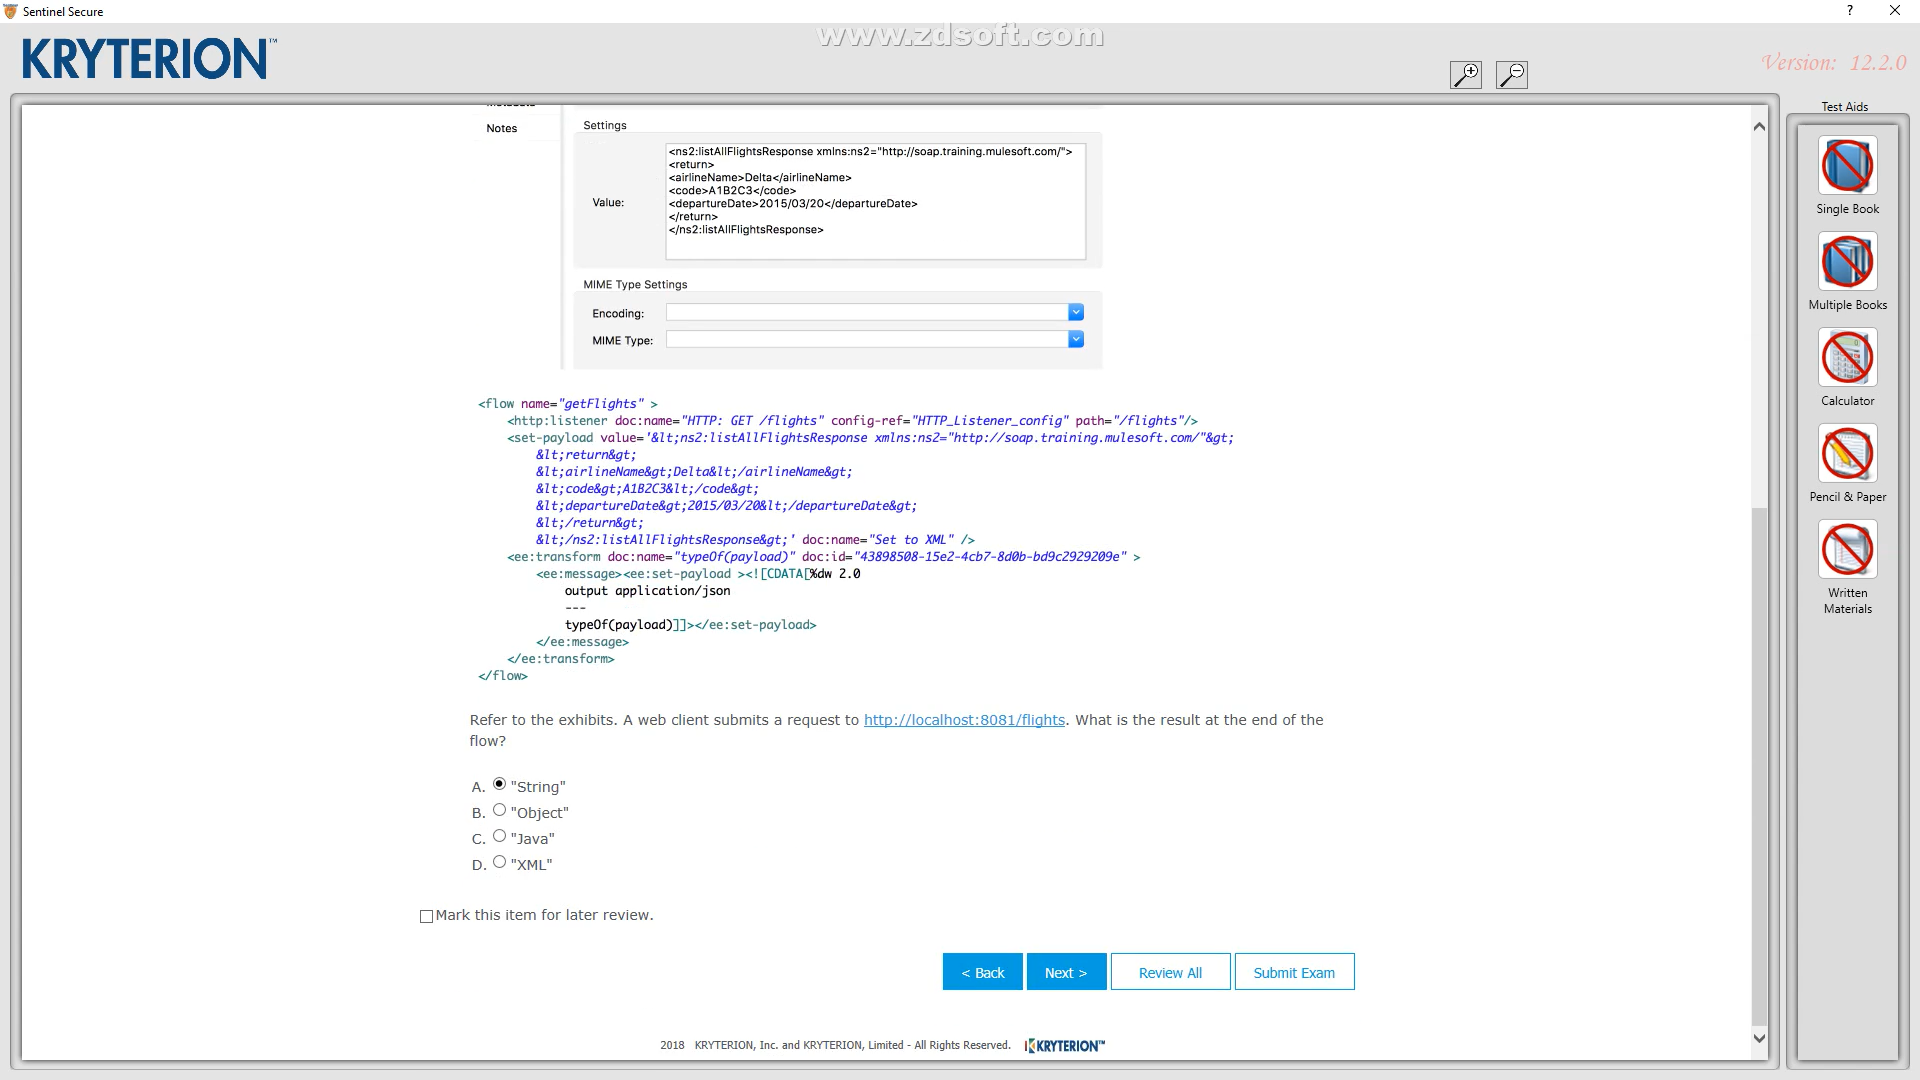 Sentinel Secure
?
KRYTERION™
www.zdsoft.com
Version: 12.2.0
Test Aids
Notes
Settings
Value:
<ns2:listAllFlightsResponse xmlns:ns2="http://soap.training.mulesoft.com/">
<return>
<airlineName>Delta</airlineName>
<code>A1B2C3</code>
<departureDate>2015/03/20</departureDate>
</return>
</ns2:listAllFlightsResponse>
MIME Type Settings
Encoding:
MIME Type:
<flow name="getFlights" >
<http:listener doc:name="HTTP: GET /flights" config-ref="HTTP_Listener_config" path="/flights"/>
<set-payload value='&lt;ns2:listAllFlightsResponse xmlns:ns2="http://soap.training.mulesoft.com/"&gt;
&lt;return&gt;
&lt;airlineName&gt;Delta&lt;/airlineName&gt;
&lt;code&gt;A1B2C3&lt;/code&gt;
&lt;departureDate&gt;2015/03/20&lt;/departureDate&gt;
&lt;/return&gt;
&lt;/ns2:listAllFlightsResponse&gt;' doc:name="Set to XML" />
<ee:transform doc:name="typeOf(payload)" doc:id="43898508-15e2-4cb7-8d0b-bd9c2929209e" >
<ee:message><ee:set-payload ><![CDATA[%dw 2.0
output application/json
---
typeOf(payload)]]></ee:set-payload>
</ee:message>
</ee:transform>
</flow>
Refer to the exhibits. A web client submits a request to http://localhost:8081/flights. What is the result at the end of the
flow?
A. "String"
B. "Object"
C. "Java"
D. "XML"
Mark this item for later review.
< Back
Next >
Review All
Submit Exam
2018 KRYTERION, Inc. and KRYTERION, Limited - All Rights Reserved. KRYTERION™
Single Book
Multiple Books
Calculator
Pencil & Paper
Written
Materials